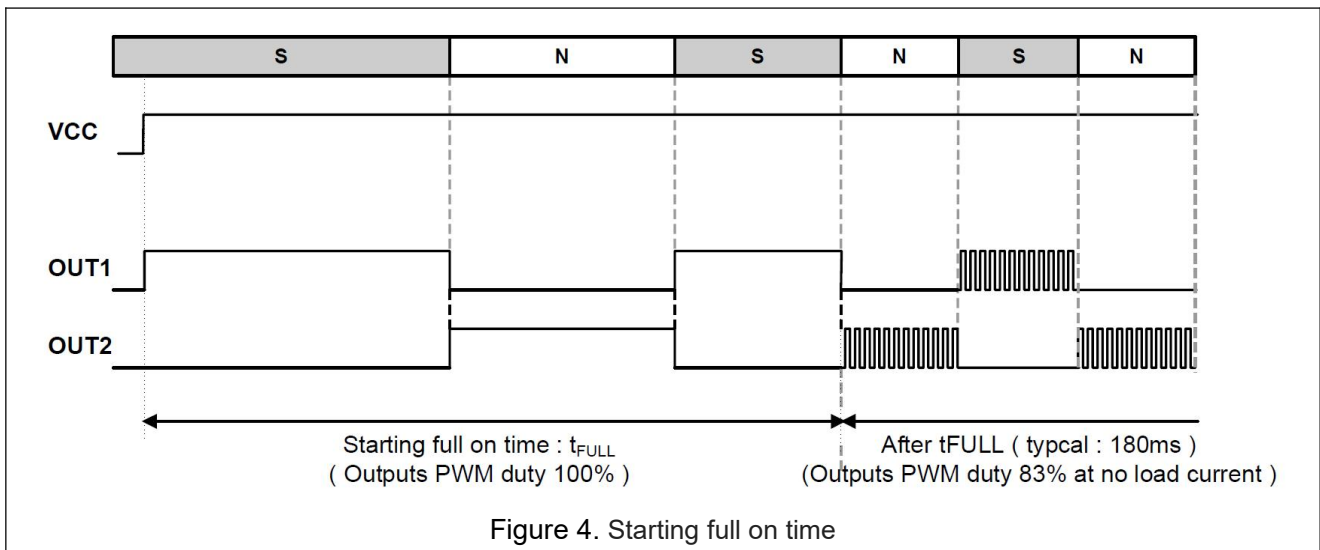 S N S N S N
VCC
OUT1
OUT2
Starting full on time : tFULL
( Outputs PWM duty 100% )
After tFULL ( typcal : 180ms )
(Outputs PWM duty 83% at no load current )
Figure 4. Starting full on time